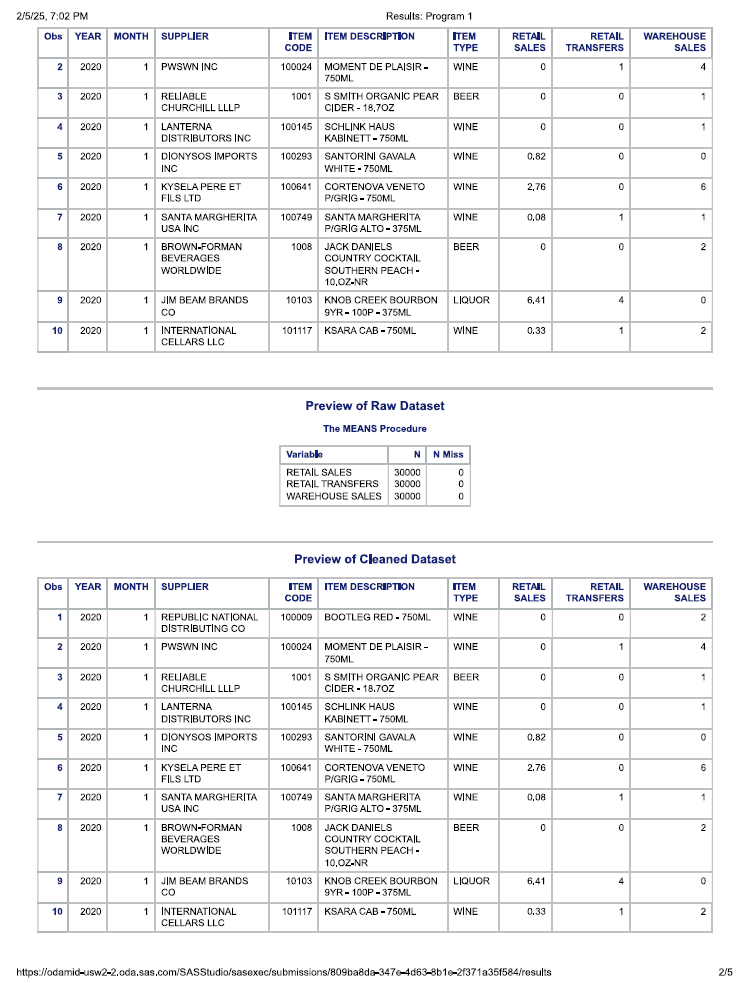 2/5/25, 7:02 PM Results: Program 1
Obs YEAR MONTH SUPPLIER ITEM CODE ITEM DESCRIPTION ITEM TYPE RETAIL SALES RETAIL TRANSFERS WAREHOUSE SALES
2 2020 1 PWSWN INC 100024 MOMENT DE PLAISIR - 750ML WINE 0 1 4
3 2020 1 RELIABLE CHURCHILL LLLP 1001 S SMITH ORGANIC PEAR CIDER - 18.7OZ BEER 0 0 1
4 2020 1 LANTERNA DISTRIBUTORS INC 100145 SCHLINK HAUS KABINETT - 750ML WINE 0 0 1
5 2020 1 DIONYSOS IMPORTS INC 100293 SANTORINI GAVALA WHITE - 750ML WINE 0.82 0 0
6 2020 1 KYSELA PERE ET FILS LTD 100641 CORTENOVA VENETO P/GRIG - 750ML WINE 2.76 0 6
7 2020 1 SANTA MARGHERITA USA INC 100749 SANTA MARGHERITA P/GRIG ALTO - 375ML WINE 0.08 1 1
8 2020 1 BROWN-FORMAN BEVERAGES WORLDWIDE 1008 JACK DANIELS COUNTRY COCKTAIL SOUTHERN PEACH - 10.OZ-NR BEER 0 0 2
9 2020 1 JIM BEAM BRANDS CO 10103 KNOB CREEK BOURBON 9YR - 100P - 375ML LIQUOR 6.41 4 0
10 2020 1 INTERNATIONAL CELLARS LLC 101117 KSARA CAB - 750ML WINE 0.33 1 2
Preview of Raw Dataset
The MEANS Procedure
Variable N N Miss
RETAIL SALES 30000 0
RETAIL TRANSFERS 30000 0
WAREHOUSE SALES 30000 0
Preview of Cleaned Dataset
Obs YEAR MONTH SUPPLIER ITEM CODE ITEM DESCRIPTION ITEM TYPE RETAIL SALES RETAIL TRANSFERS WAREHOUSE SALES
1 2020 1 REPUBLIC NATIONAL DISTRIBUTING CO 100009 BOOTLEG RED - 750ML WINE 0 0 2
2 2020 1 PWSWN INC 100024 MOMENT DE PLAISIR - 750ML WINE 0 1 4
3 2020 1 RELIABLE CHURCHILL LLLP 1001 S SMITH ORGANIC PEAR CIDER - 18.7OZ BEER 0 0 1
4 2020 1 LANTERNA DISTRIBUTORS INC 100145 SCHLINK HAUS KABINETT - 750ML WINE 0 0 1
5 2020 1 DIONYSOS IMPORTS INC 100293 SANTORINI GAVALA WHITE - 750ML WINE 0.82 0 0
6 2020 1 KYSELA PERE ET FILS LTD 100641 CORTENOVA VENETO P/GRIG - 750ML WINE 2.76 0 6
7 2020 1 SANTA MARGHERITA USA INC 100749 SANTA MARGHERITA P/GRIG ALTO - 375ML WINE 0.08 1 1
8 2020 1 BROWN-FORMAN BEVERAGES WORLDWIDE 1008 JACK DANIELS COUNTRY COCKTAIL SOUTHERN PEACH - 10.OZ-NR BEER 0 0 2
9 2020 1 JIM BEAM BRANDS CO 10103 KNOB CREEK BOURBON 9YR - 100P - 375ML LIQUOR 6.41 4 0
10 2020 1 INTERNATIONAL CELLARS LLC 101117 KSARA CAB - 750ML WINE 0.33 1 2
https://odamid-usw2-2.oda.sas.com/SASStudio/sasexec/submissions/809ba8da-347e-4d63-8b1e-2f371a35f584/results 2/5